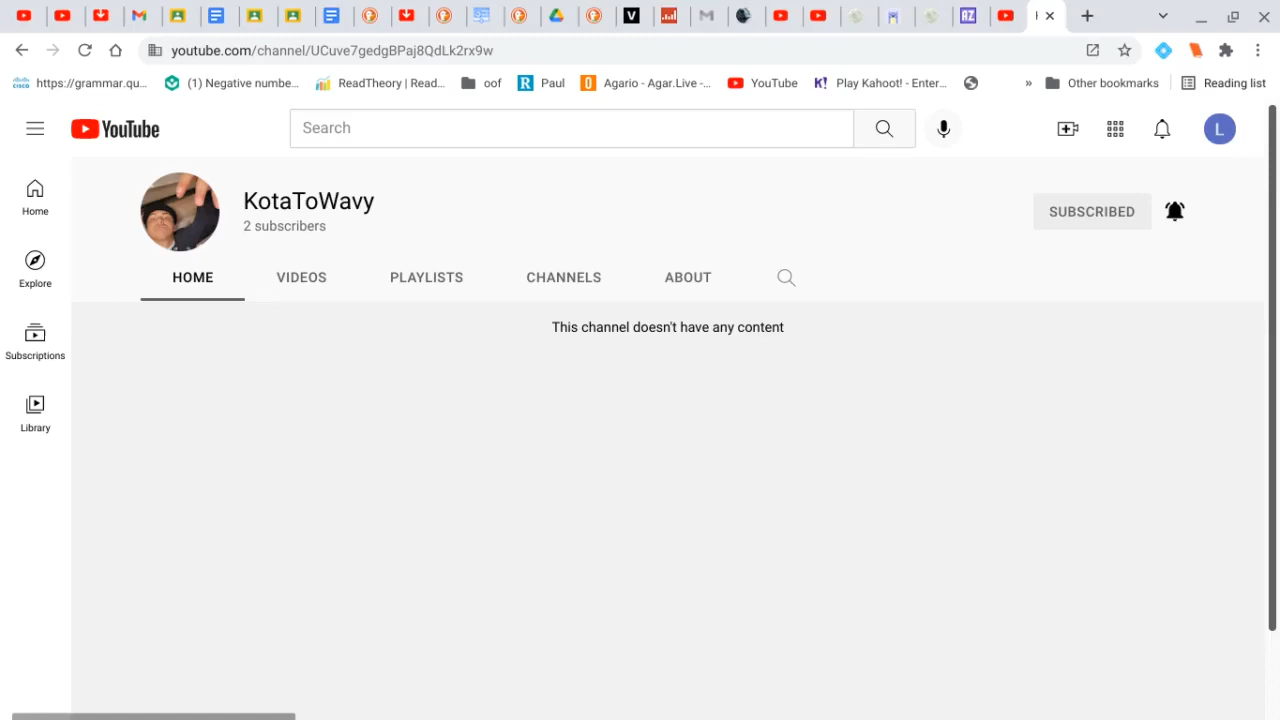 youtube.com/channel/UCuve7gedgBPaj8QdLk2rx9w
https://grammar.qu... (1) Negative numbe... ReadTheory | Read... oof Paul Agario - Agar.Live -... YouTube Play Kahoot! - Enter... » Other bookmarks Reading list
YouTube Search L
KotaToWavy
2 subscribers
SUBSCRIBED
HOME VIDEOS PLAYLISTS CHANNELS ABOUT
This channel doesn't have any content
Home
Explore
Subscriptions
Library